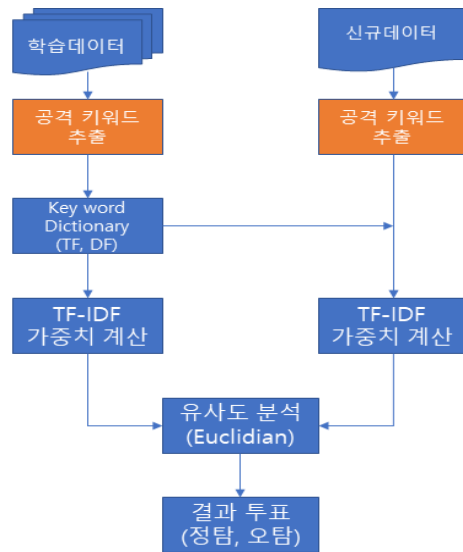 학습데이터
신규데이터
공격 키워드
추출
공격 키워드
추출
Key word
Dictionary
(TF, DF)
TF-IDF
가중치 계산
TF-IDF
가중치 계산
유사도 분석
(Euclidian)
결과 투표
(정탐, 오탐)